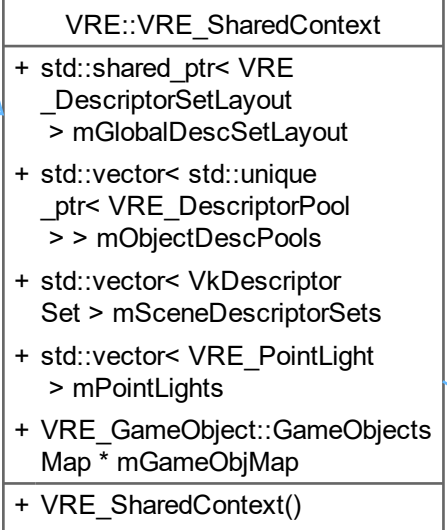 VRE::VRE_SharedContext
+ std::shared_ptr< VRE
_DescriptorSetLayout
> mGlobalDescSetLayout
+ std::vector< std::unique
_ptr< VRE_DescriptorPool
> > mObjectDescPools
+ std::vector< VkDescriptor
Set > mSceneDescriptorSets
+ std::vector< VRE_PointLight
> mPointLights
+ VRE_GameObject::GameObjects
Map * mGameObjMap
+ VRE_SharedContext()